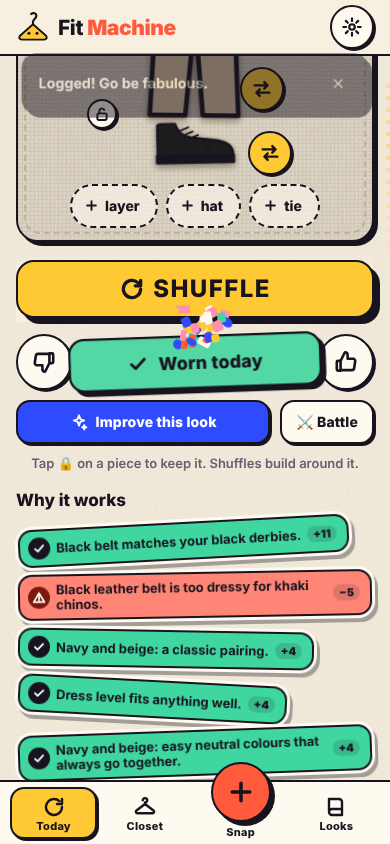 Fit Machine
Logged! Go be fabulous.
+ layer
+ hat
+ tie
SHUFFLE
Worn today
Improve this look
Battle
Tap 🔒 on a piece to keep it. Shuffles build around it.
Why it works
Black belt matches your black derbies. +11
Black leather belt is too dressy for khaki
chinos. −5
Navy and beige: a classic pairing. +4
Dress level fits anything well. +4
Navy and beige: easy neutral colours that
always go together. +4
Today
Closet
Snap
Looks